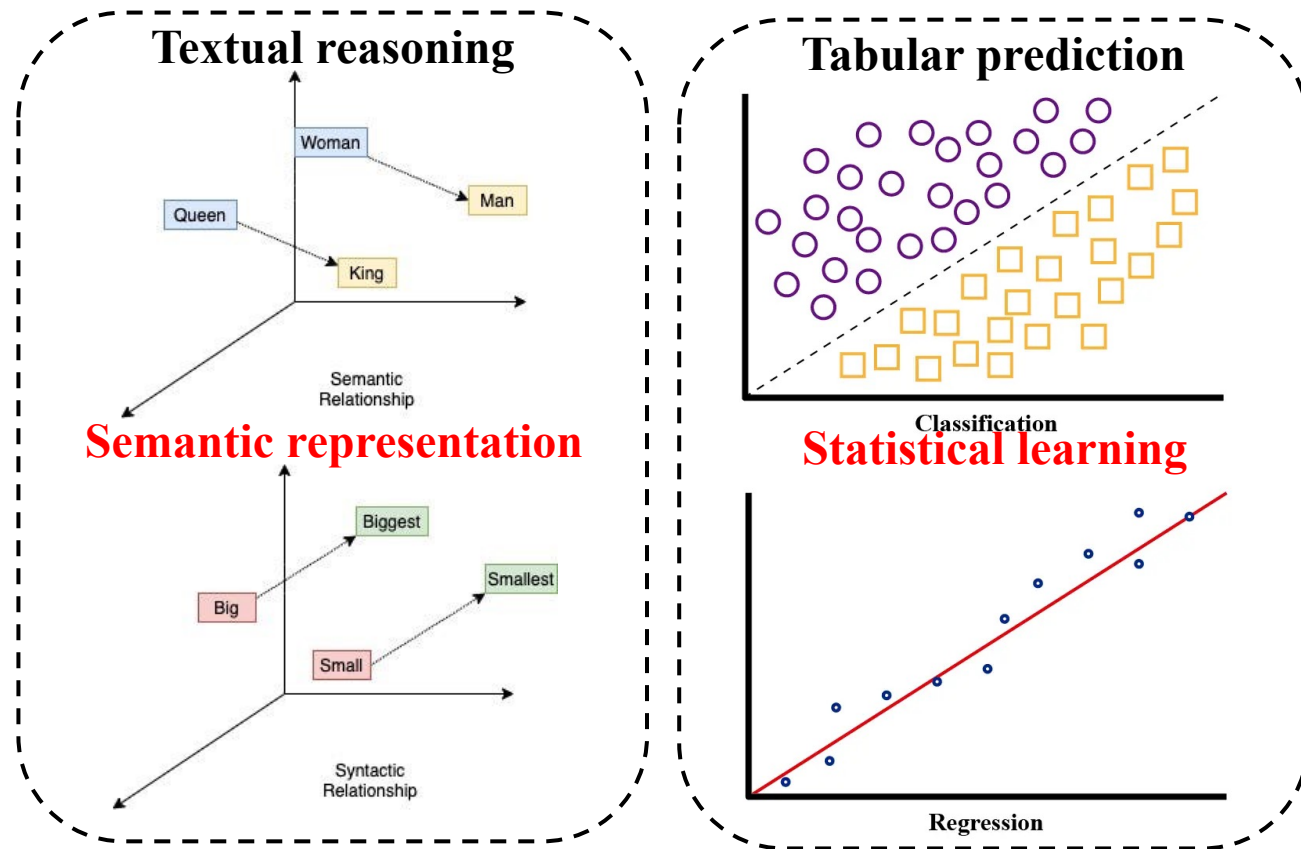 Textual reasoning
Woman
Man
Queen
King
Semantic
Relationship
Semantic representation
Biggest
Smallest
Big
Small
Syntactic
Relationship
Tabular prediction
Classification
Statistical learning
Regression